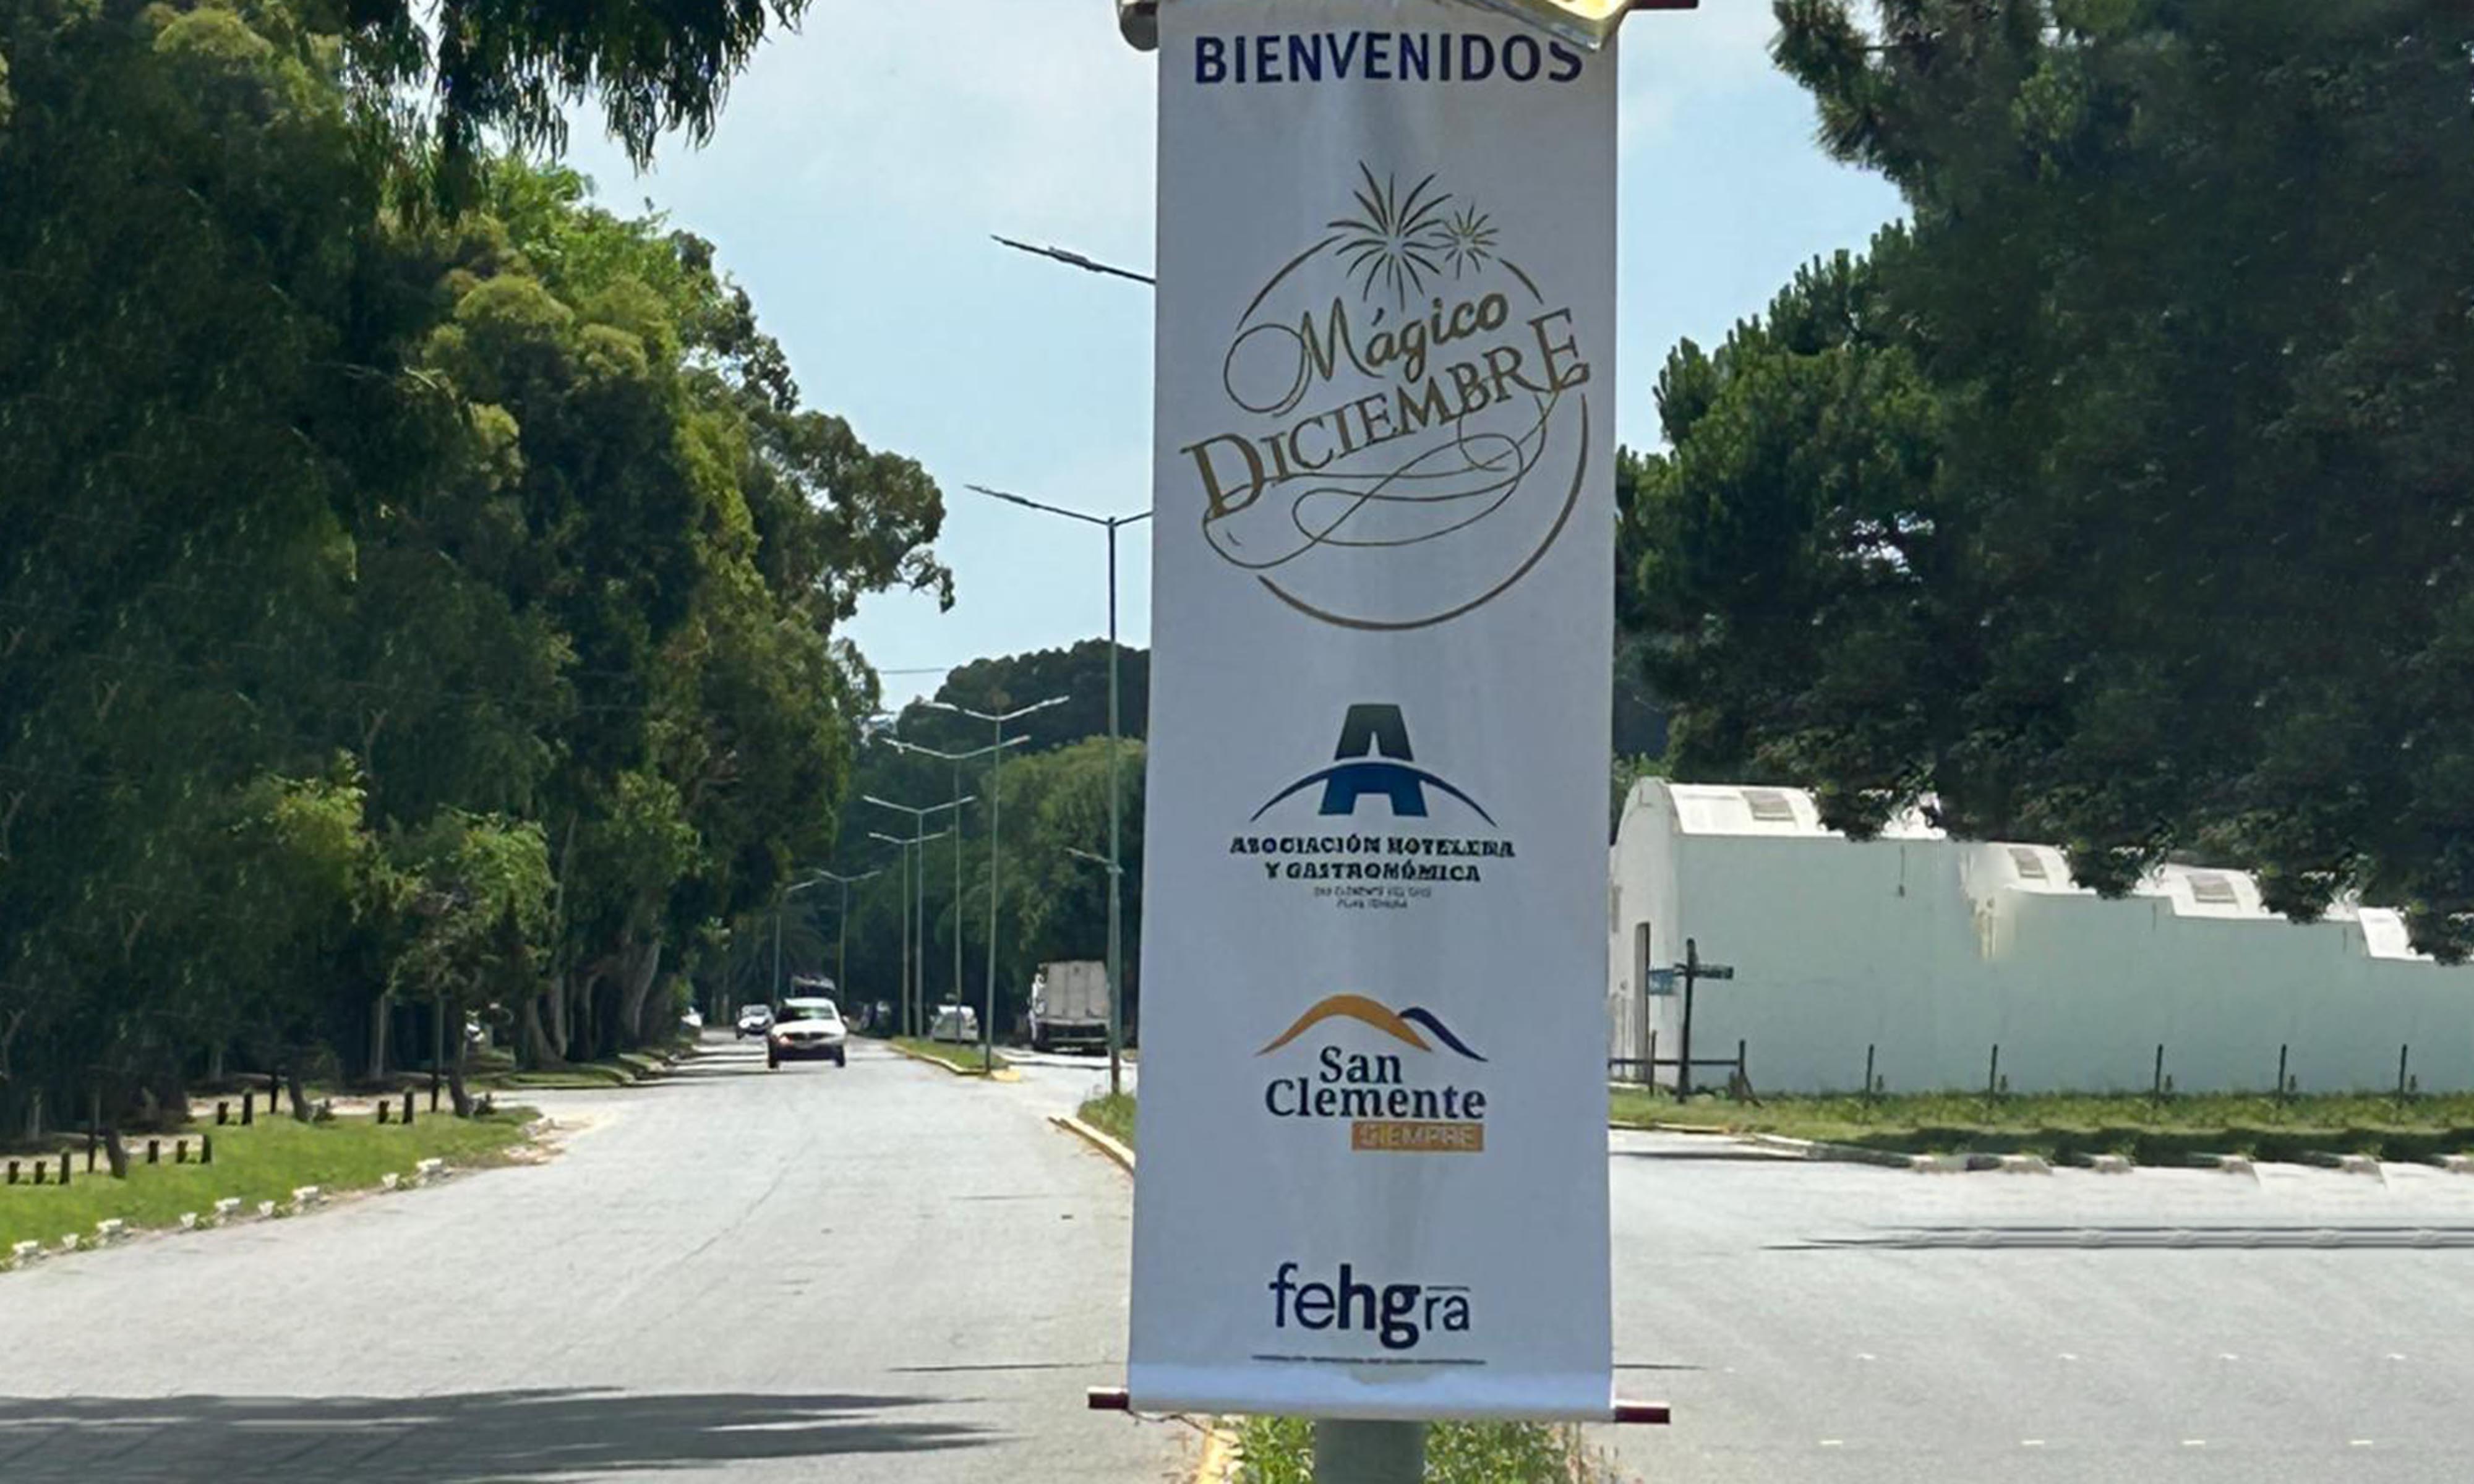 BIENVENIDOS
Mágico
DICIEMBRE
A
ASOCIACIÓN HOTELERA
Y GASTRONÓMICA
San
Clemente
SIEMPRE
fehgra